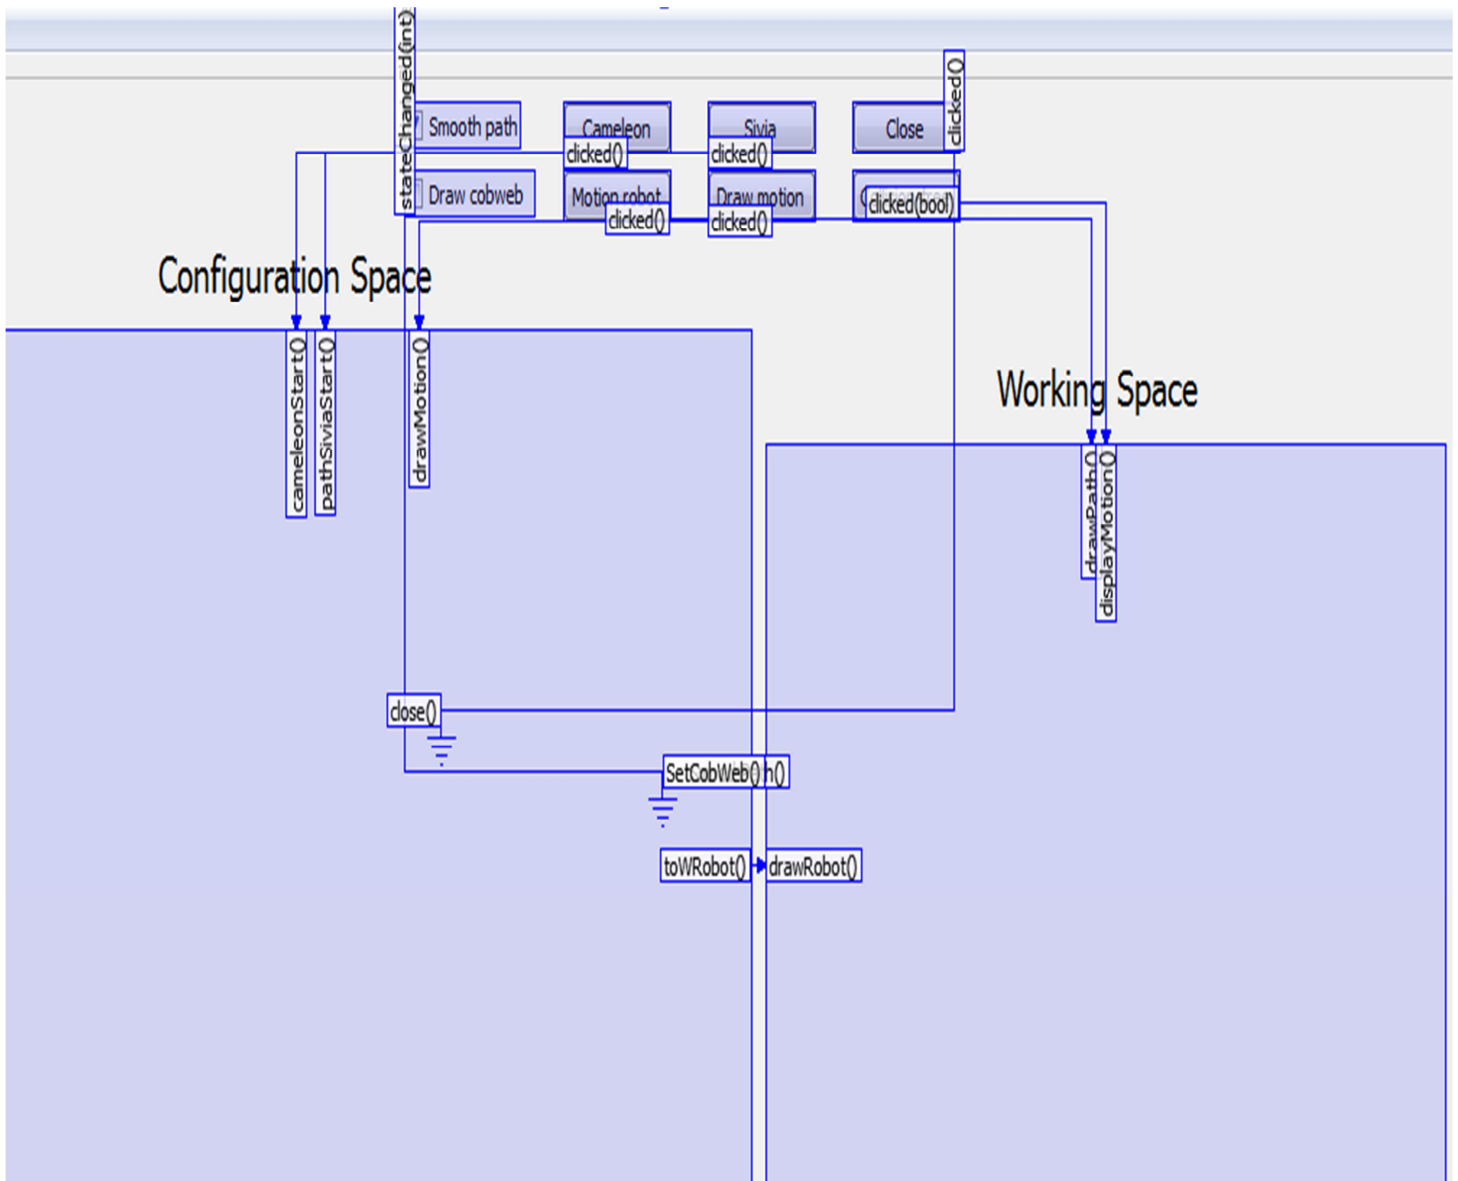 stateChanged(int)
clicked()
Smooth path
Cameleon
Sivia
Close
clicked()
clicked()
Draw cobweb
Motion robot
Draw motion
clicked(bool)
clicked()
clicked()
Configuration Space
cameleonStart()
pathSiviaStart()
drawMotion()
Working Space
drawPath()
displayMotion()
close()
SetCobWeb()
h()
toWRobot()
drawRobot()